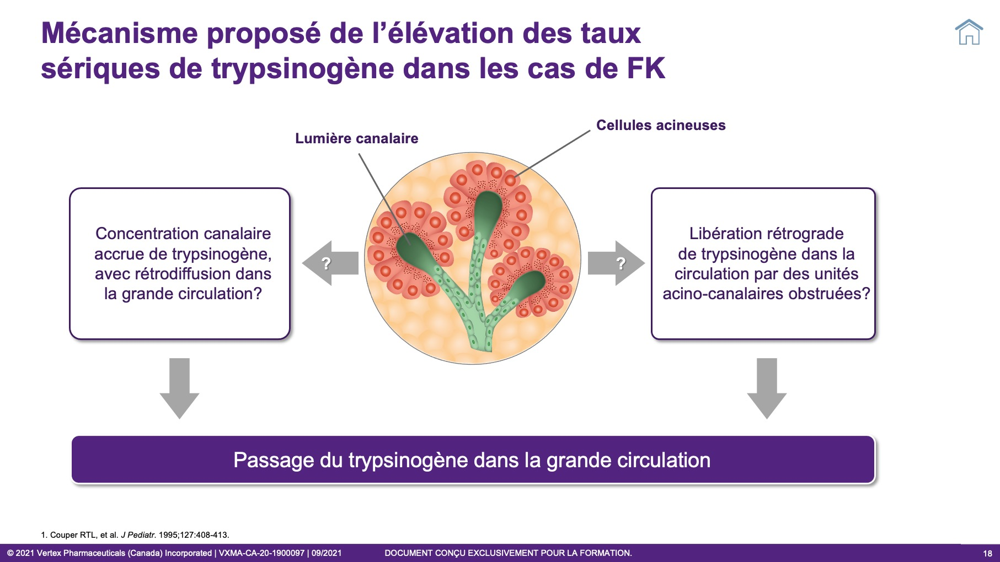 Mécanisme proposé de l’élévation des taux
sériques de trypsinogène dans les cas de FK
Lumière canalaire
Cellules acineuses
Concentration canalaire
accrue de trypsinogène,
avec rétrodiffusion dans
la grande circulation?
?
?
Libération rétrograde
de trypsinogène dans la
circulation par des unités
acino-canalaires obstruées?
Passage du trypsinogène dans la grande circulation
1. Couper RTL, et al. J Pediatr. 1995;127:408-413.
© 2021 Vertex Pharmaceuticals (Canada) Incorporated | VXMA-CA-20-1900097 | 09/2021
DOCUMENT CONÇU EXCLUSIVEMENT POUR LA FORMATION.
18